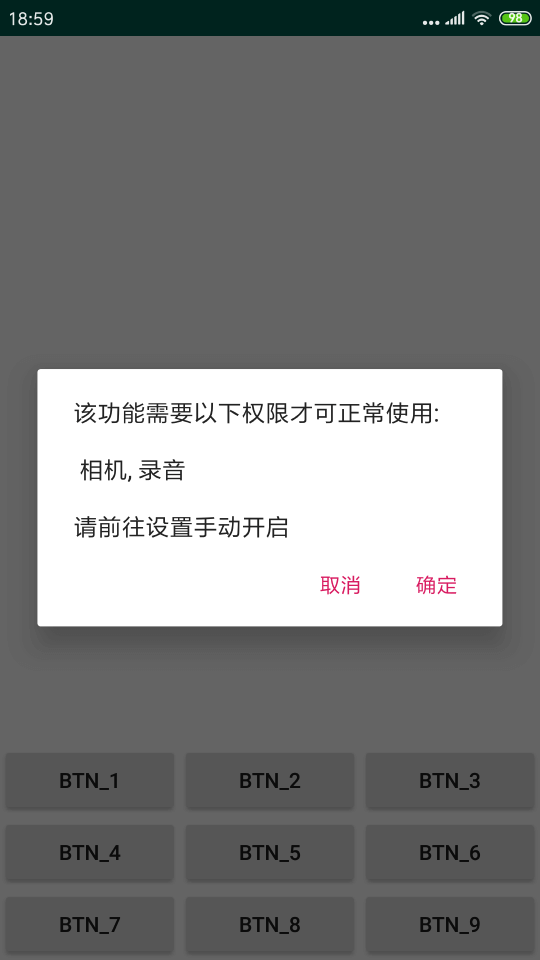 18:59
98
该功能需要以下权限才可正常使用:
相机, 录音
请前往设置手动开启
取消 确定
BTN_1 BTN_2 BTN_3
BTN_4 BTN_5 BTN_6
BTN_7 BTN_8 BTN_9